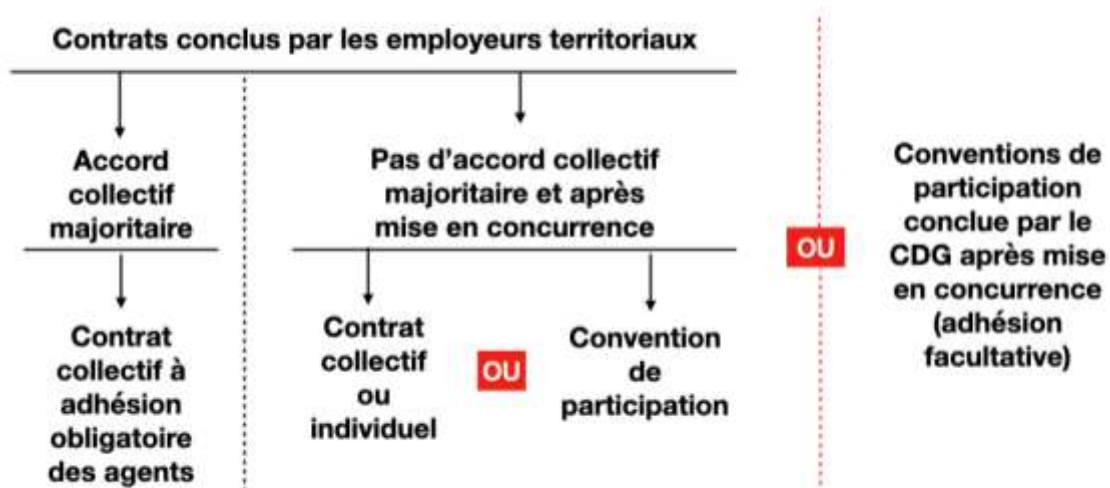 Contrats conclus par les employeurs territoriaux
Accord
collectif
majoritaire
Pas d'accord collectif
majoritaire et après
mise en concurrence
Contrat
collectif à
adhésion
obligatoire
des agents
Contrat
collectif
ou
individuel
OU
Convention
de
participation
OU
Conventions de
participation
conclue par le
CDG après mise
en concurrence
(adhésion
facultative)